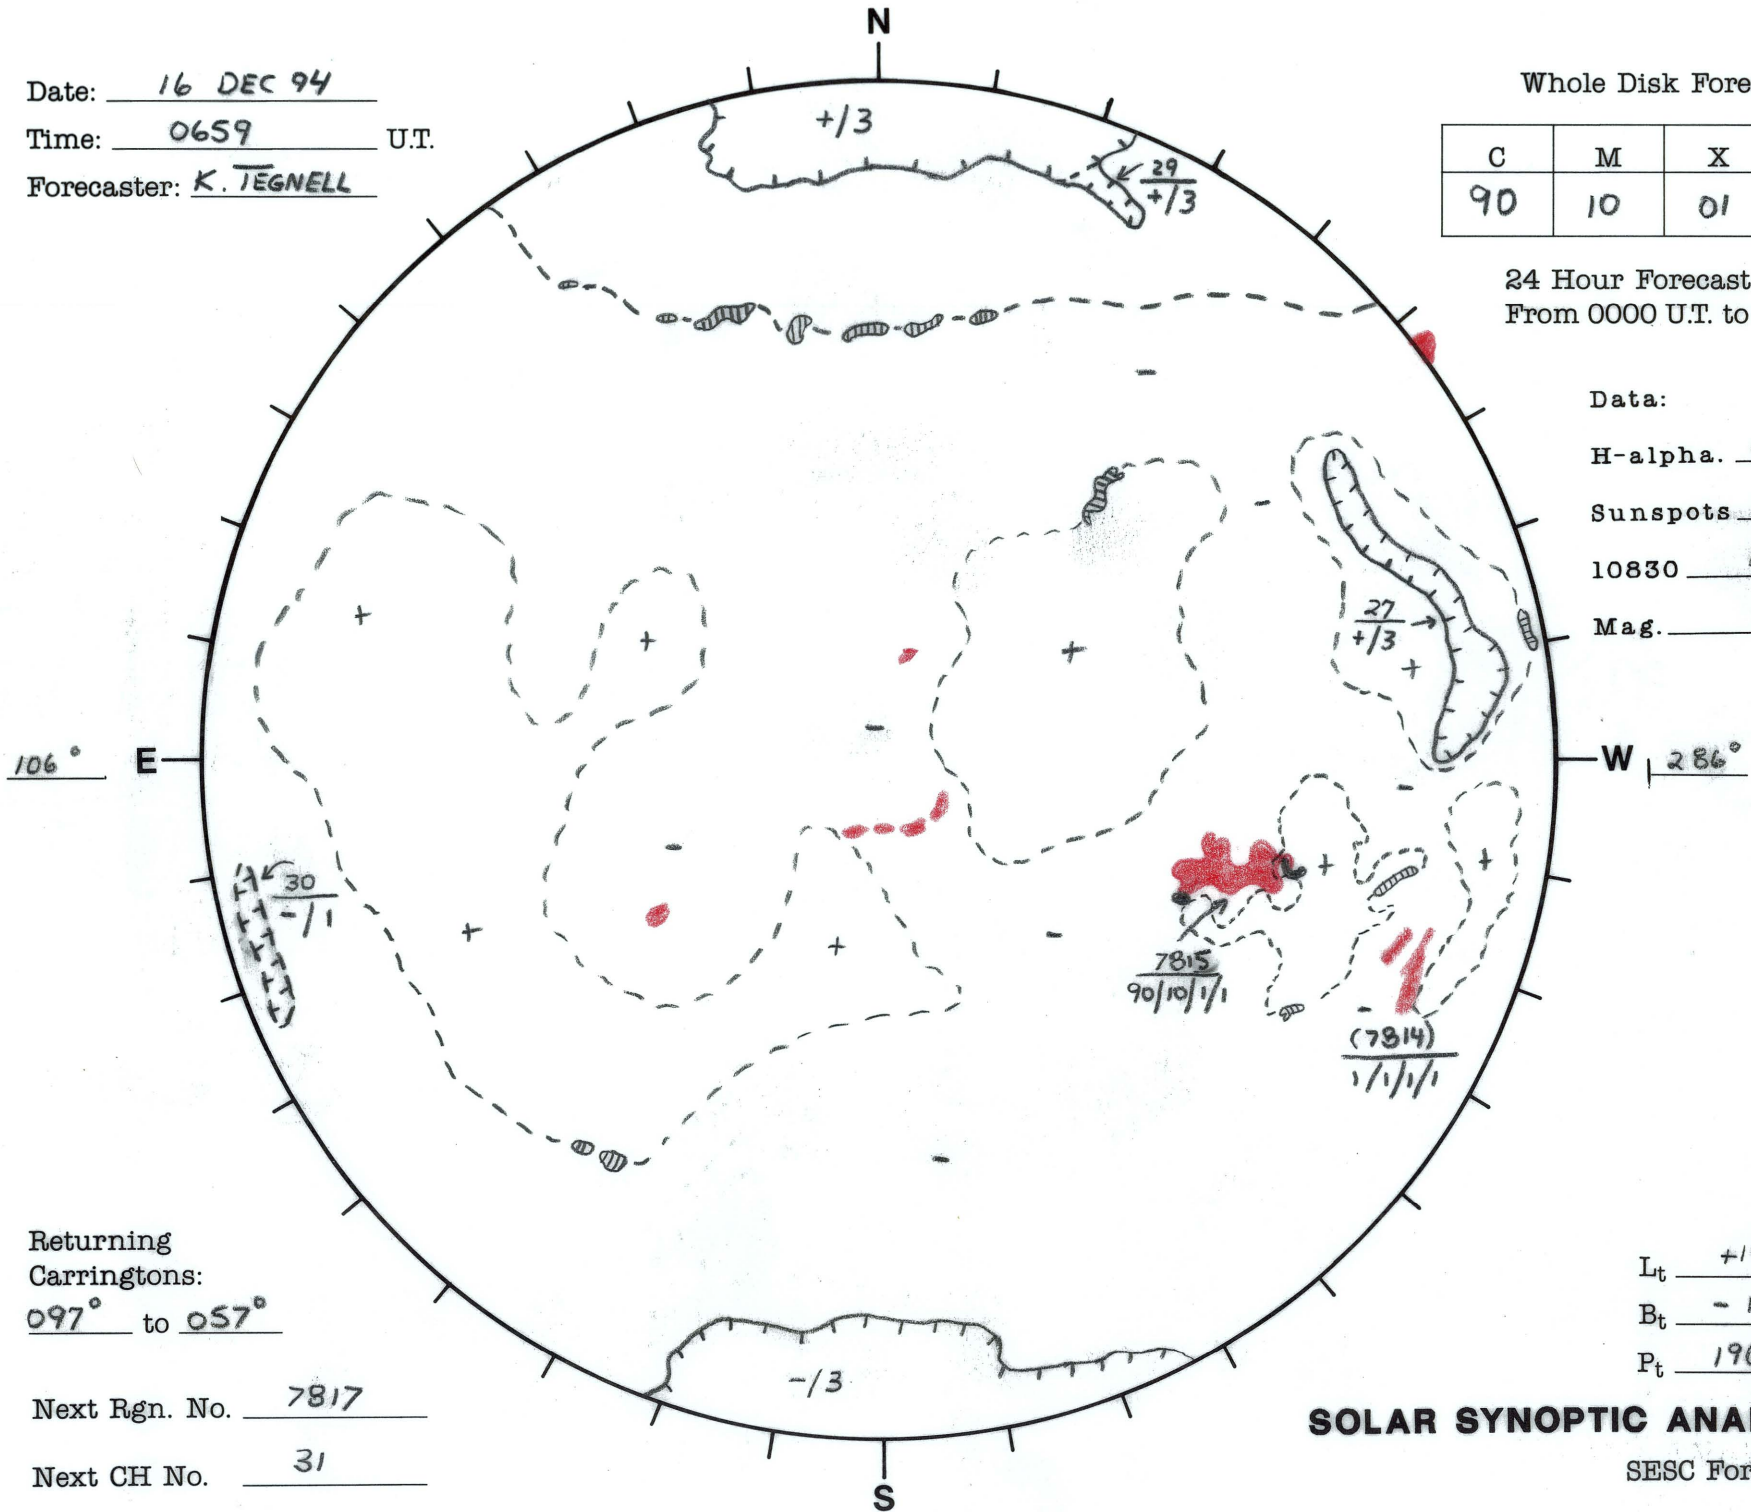 N
Date: 16 DEC 94
Time: 0659 U.T.
Forecaster: K. TEGNELL
Whole Disk Fore
C M X
90 10 01
24 Hour Forecast
From 0000 U.T. to
Data:
H-alpha.
Sunspots
10830
Mag.
+/3
29
+/3
-
-
+
+
+
-
27
+/3
+
106° E
W 286°
-
-
+
+
30
-/1
+
+
-
7815
90/10/1/1
-
(7814)
1/1/1/1
-
Returning
Carringtons:
097° to 057°
Lt +1
Bt - 1
Pt 190
-/3
Next Rgn. No. 7817
Next CH No. 31
SOLAR SYNOPTIC ANA
SESC For
S